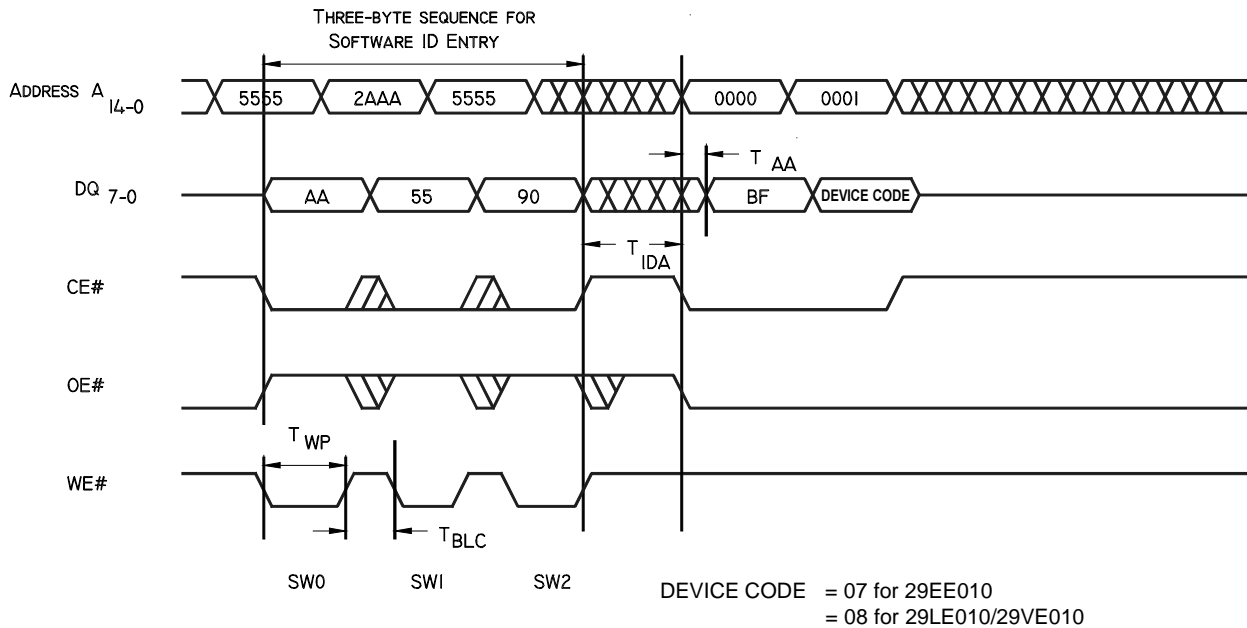 THREE-BYTE SEQUENCE FOR
SOFTWARE ID ENTRY
ADDRESS A 14-0
5555
2AAA
5555
0000
0001
T AA
DQ 7-0
AA
55
90
BF
DEVICE CODE
T IDA
CE#
OE#
T WP
WE#
T BLC
SW0
SW1
SW2
DEVICE CODE = 07 for 29EE010
= 08 for 29LE010/29VE010